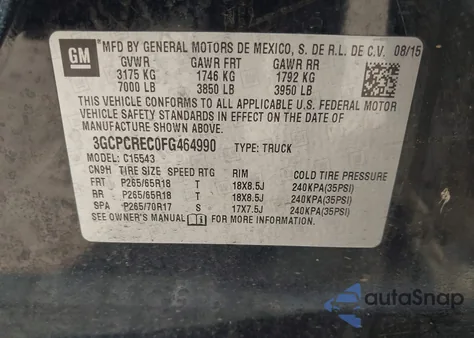 GM
MFD BY GENERAL MOTORS DE MEXICO, S. DE R.L. DE C.V. 08/15
GVWR GAWR FRT GAWR RR
3175 KG 1746 KG 1792 KG
7000 LB 3850 LB 3950 LB
THIS VEHICLE CONFORMS TO ALL APPLICABLE U.S. FEDERAL MOTOR
VEHICLE SAFETY STANDARDS IN EFFECT ON THE DATE OF
MANUFACTURE SHOWN ABOVE.
3GCPCREC0FG464990 TYPE: TRUCK
MODEL: C15543
CN9H TIRE SIZE SPEED RTG RIM COLD TIRE PRESSURE
FRT P265/65R18 T 18X8.5J 240KPA(35PSI)
RR P265/65R18 T 18X8.5J 240KPA(35PSI)
SPA P265/70R17 S 17X7.5J 240KPA(35PSI)
SEE OWNER'S MANUAL FOR MORE INFORMATION.
autoSnap